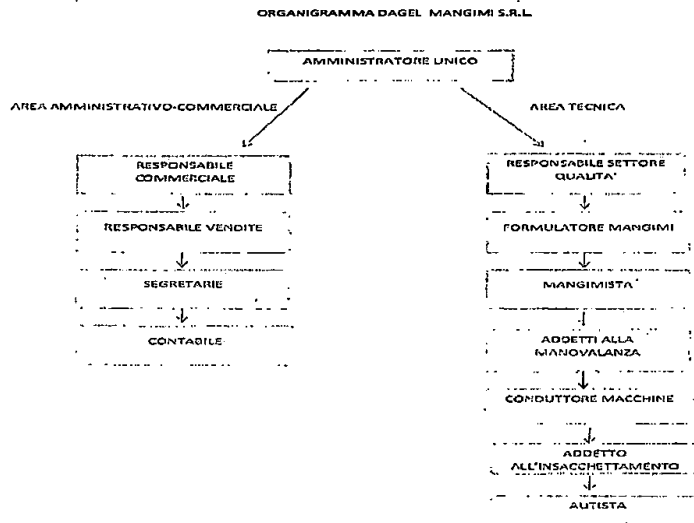 ORGANIGRAMMA DAGEL MANGIMI S.R.L.
AMMINISTRATORE UNICO
AREA AMMINISTRATIVO-COMMERCIALE
AREA TECNICA
RESPONSABILE
COMMERCIALE
RESPONSABILE VENDITE
SEGRETARIE
CONTABILE
RESPONSABILE SETTORE
QUALITA'
FORMULATORE MANGIMI
MANGIMISTA
ADDETTI ALLA
MANOVALANZA
CONDUTTORE MACCHINE
ADDETTO
ALL'INSACCHETTAMENTO
AUTISTA